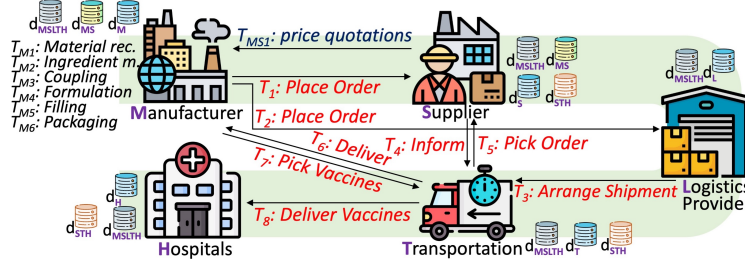 d_MSLTH d_MS d_M
T_M1: Material rec.
T_M2: Ingredient m.
T_M3: Coupling
T_M4: Formulation
T_M5: Filling
T_M6: Packaging
Manufacturer
T_MS1: price quotations
T_1: Place Order
T_2: Place Order
d_MSLTH d_MS
d_S d_STH
Supplier
d_MSLTH d_L
Logistics
Provider
T_6: Deliver
T_7: Pick Vaccines
T_4: Inform
T_5: Pick Order
T_3: Arrange Shipment
T_8: Deliver Vaccines
d_H
d_STH d_MSLTH
Hospitals
Transportation
d_MSLTH d_T d_STH